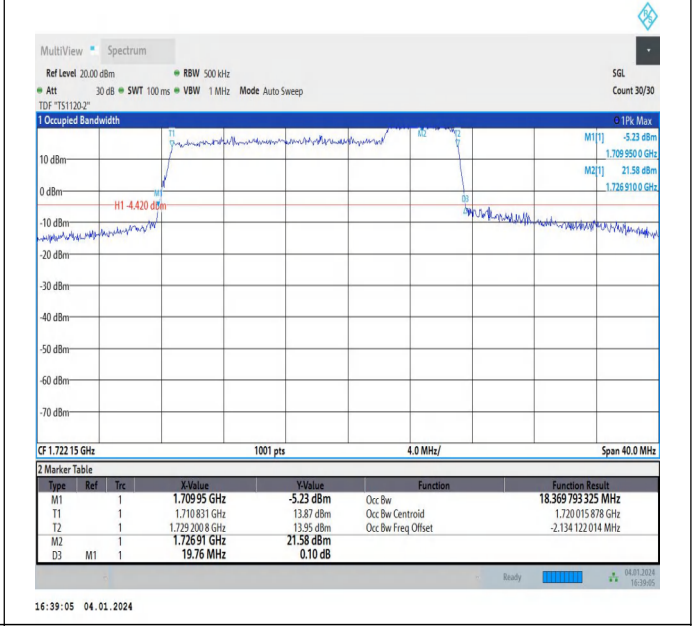 R S
MultiView Spectrum
Ref Level 20.00 dBm RBW 500 kHz SGL
Att 30 dB SWT 100 ms VBW 1 MHz Mode Auto Sweep Count 30/30
TDF "TS1120-2"
1 Occupied Bandwidth 1Pk Max
M1[1] -5.23 dBm
1.709 950 0 GHz
M2[1] 21.58 dBm
1.726 910 0 GHz
T1 M2 T2
10 dBm
0 dBm
M1 D3
H1 -4.420 dBm
-10 dBm
-20 dBm
-30 dBm
-40 dBm
-50 dBm
-60 dBm
-70 dBm
CF 1.722 15 GHz 1001 pts 4.0 MHz/ Span 40.0 MHz
2 Marker Table
Type Ref Trc X-Value Y-Value Function Function Result
M1 1 1.709 95 GHz -5.23 dBm Occ Bw 18.369 793 325 MHz
T1 1 1.710 831 GHz 13.87 dBm Occ Bw Centroid 1.720 015 878 GHz
T2 1 1.729 200 8 GHz 13.95 dBm Occ Bw Freq Offset -2.134 122 014 MHz
M2 1 1.726 91 GHz 21.58 dBm
D3 M1 1 19.76 MHz 0.10 dB
Ready 04.01.2024
16:39:05
16:39:05 04.01.2024